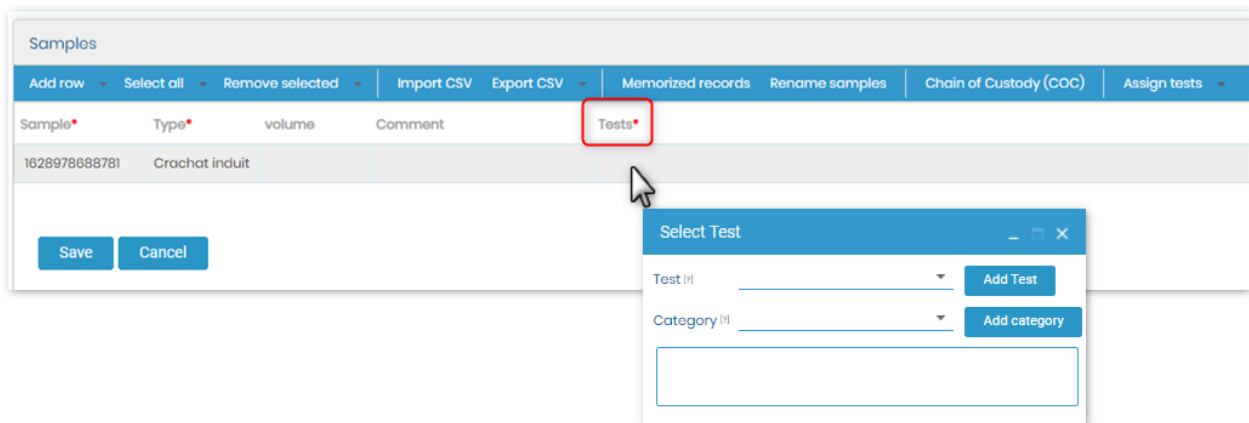 Samples
Add row Select all Remove selected Import CSV Export CSV Memorized records Rename samples Chain of Custody (COC) Assign tests
Sample* Type* volume Comment Tests*
1628978688781 Crachat induit
Save Cancel
Select Test
Test [?] Add Test
Category [?] Add category